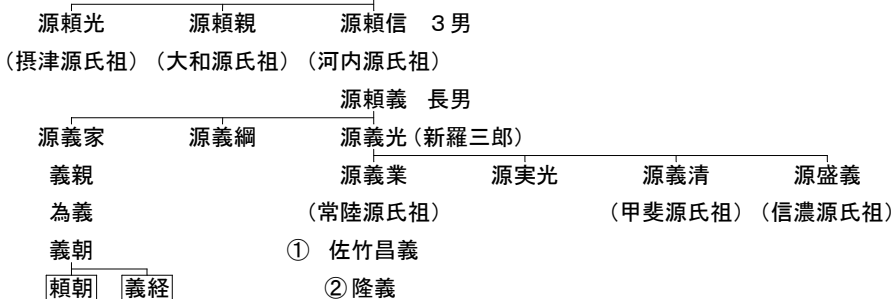 源頼光 源頼親 源頼信 3男
(摂津源氏祖) (大和源氏祖) (河内源氏祖)
源頼義 長男
源義家 源義綱 源義光(新羅三郎)
義親 源義業 源実光 源義清 源盛義
為義 (常陸源氏祖) (甲斐源氏祖) (信濃源氏祖)
義朝 ① 佐竹昌義
頼朝 義経 ②隆義